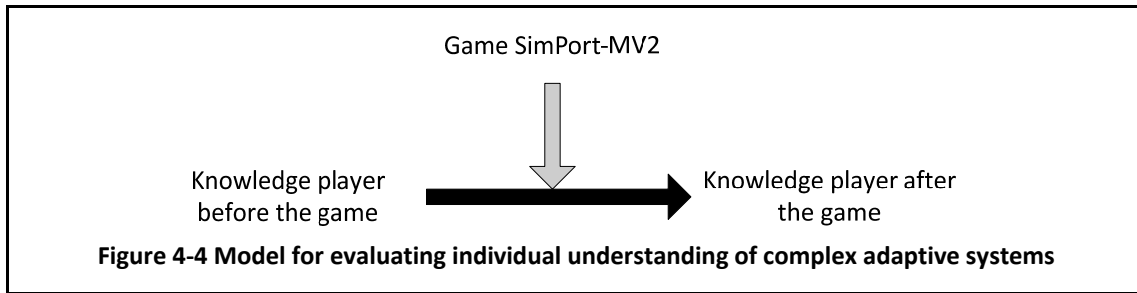 Game SimPort-MV2
Knowledge player
before the game
Knowledge player after
the game
Figure 4-4 Model for evaluating individual understanding of complex adaptive systems